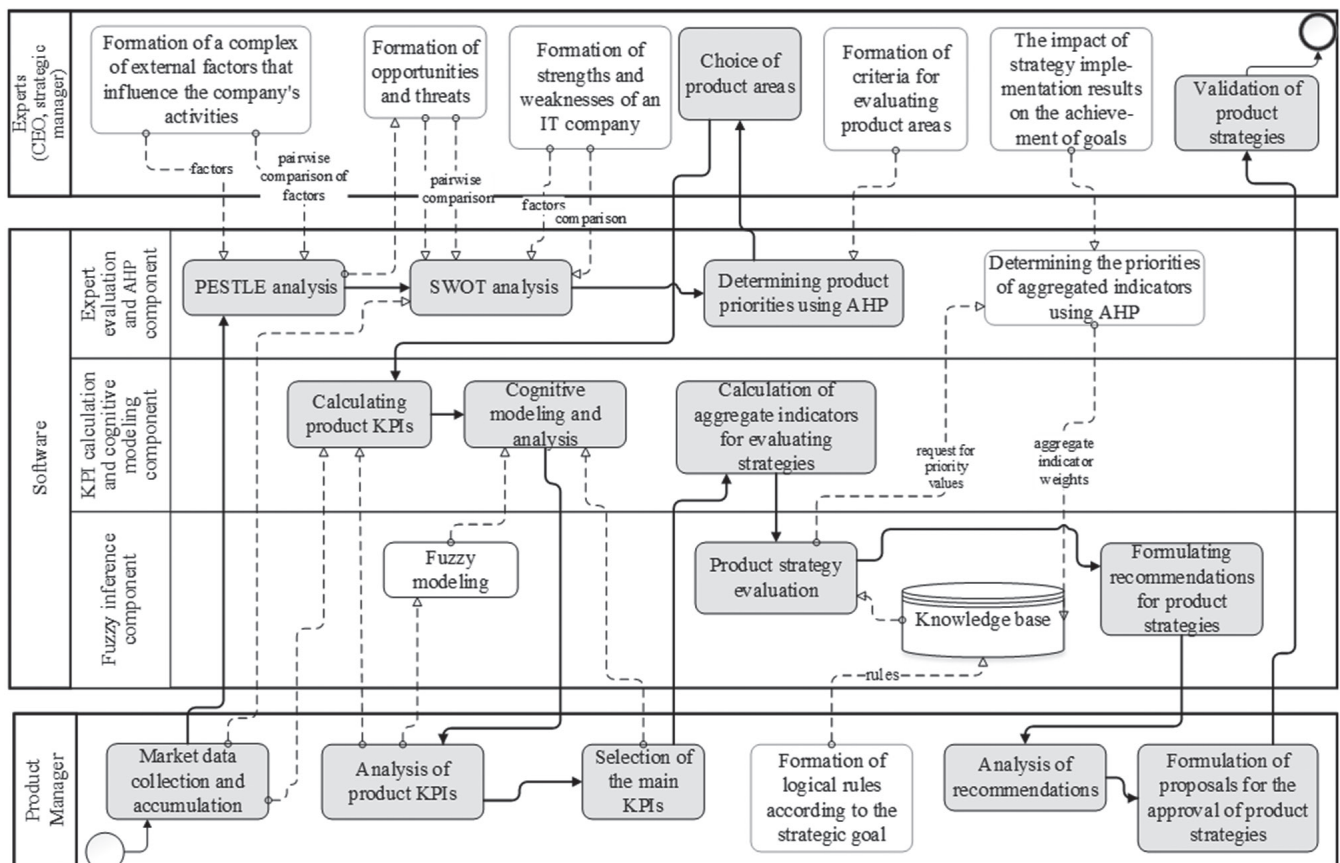 Experts
(CEO, strategic
manager)
Formation of a complex
of external factors that
influence the company's
activities
Formation of
opportunities
and threats
Formation of
strengths and
weaknesses of an
IT company
Choice of
product areas
Formation of
criteria for
evaluating
product areas
The impact of
strategy imple-
mentation results
on the achieve-
ment of goals
Validation of
product
strategies
factors
pairwise
comparison of
factors
pairwise
comparison
factors
comparison
Software
Expert
evaluation
and AHP
component
PESTLE analysis
SWOT analysis
Determining product
priorities using AHP
Determining the priorities
of aggregated indicators
using AHP
KPI calculation
and cognitive
modeling
component
Calculating
product KPIs
Cognitive
modeling and
analysis
Calculation of
aggregate indicators
for evaluating
strategies
request for
priority
values
aggregate
indicator
weights
Fuzzy inference
component
Fuzzy
modeling
Product strategy
evaluation
Knowledge base
Formulating
recommendations
for product
strategies
rules
Product
Manager
Market data
collection and
accumulation
Analysis of
product KPIs
Selection of
the main
KPIs
Formation of
logical rules
according to the
strategic goal
Analysis of
recommendations
Formulation of
proposals for the
approval of product
strategies